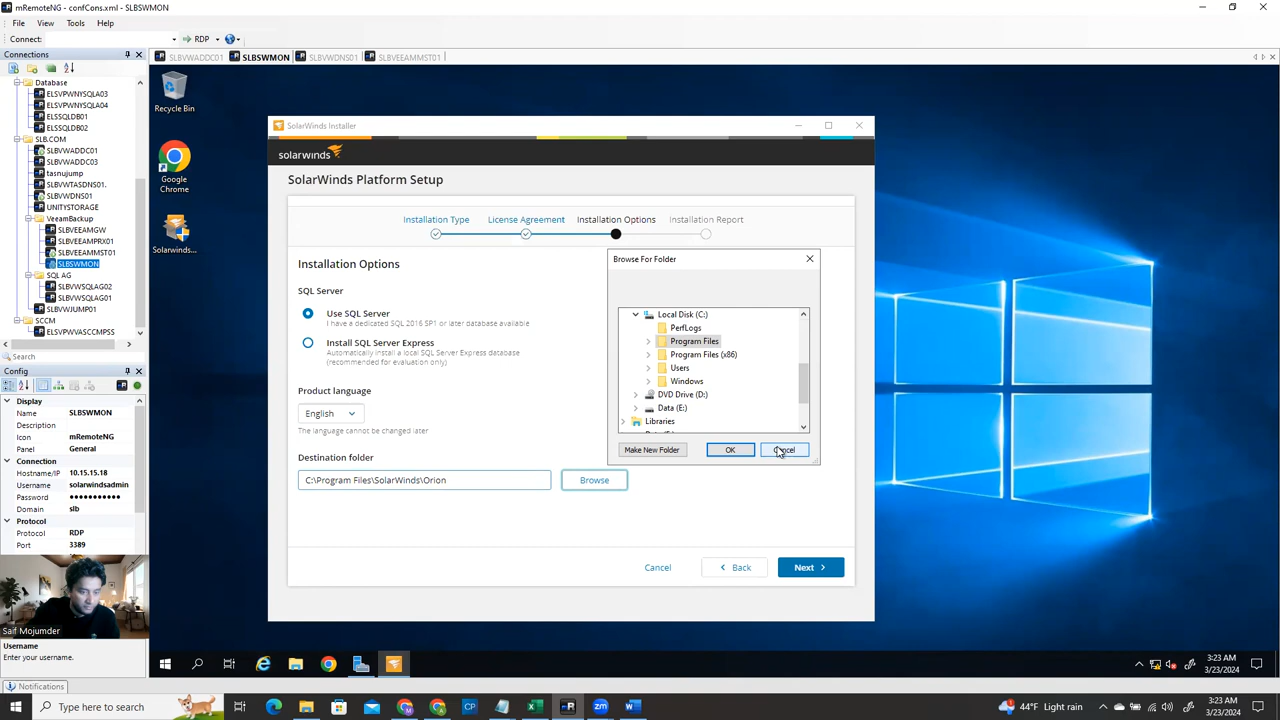 mRemoteNG - confCons.xml - SLBSWMON
File View Tools Help
Connect: RDP
Connections
SLBVWADDC01 SLBSWMON SLBVWDNS01 SLBVEEAMMST01
Database
ELSVPWNYSQLA03
ELSVPWNYSQLA04
ELSSQLDB01
ELSSQLDB02
SLB.COM
SLBVWADDC01
SLBVWADDC03
tasnujump
SLBVWTASDNS01.
SLBVWDNS01
UNITYSTORAGE
VeeamBackup
SLBVEEAMGW
SLBVEEAMPRX01
SLBVEEAMMST01
SLBSWMON
SQL AG
SLBVWSQLAG02
SLBVWSQLAG01
SLBVWJUMP01
SCCM
ELSVPWVASCCMPSS
Search
Config
Display
Name SLBSWMON
Description
Icon mRemoteNG
Panel General
Connection
Hostname/IP 10.15.15.18
Username solarwindsadmin
Password ●●●●●●●●●●●
Domain slb
Protocol
Protocol RDP
Port 3389
Saif Mojumder
Username
Enter your username.
Notifications
Recycle Bin
Google
Chrome
Solarwinds...
SolarWinds Installer
solarwinds
SolarWinds Platform Setup
Installation Type License Agreement Installation Options Installation Report
Installation Options
SQL Server
Use SQL Server
I have a dedicated SQL 2016 SP1 or later database available
Install SQL Server Express
Automatically install a local SQL Server Express database
(recommended for evaluation only)
Product language
English
The language cannot be changed later
Destination folder
C:\Program Files\SolarWinds\Orion Browse
Cancel Back Next
Browse For Folder
Local Disk (C:)
PerfLogs
Program Files
Program Files (x86)
Users
Windows
DVD Drive (D:)
Data (E:)
Libraries
Make New Folder OK Cancel
3:23 AM
3/23/2024
Type here to search
CP
44°F Light rain
3:23 AM
3/23/2024